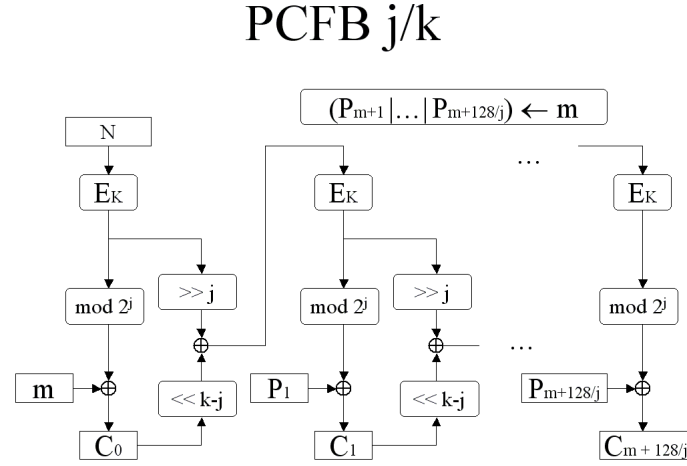 PCFB j/k
(Pm+1|…|Pm+128/j) ← m
N
…
EK
EK
EK
>> j
>> j
mod 2j
mod 2j
mod 2j
…
m
<< k-j
P1
<< k-j
Pm+128/j
C0
C1
Cm + 128/j